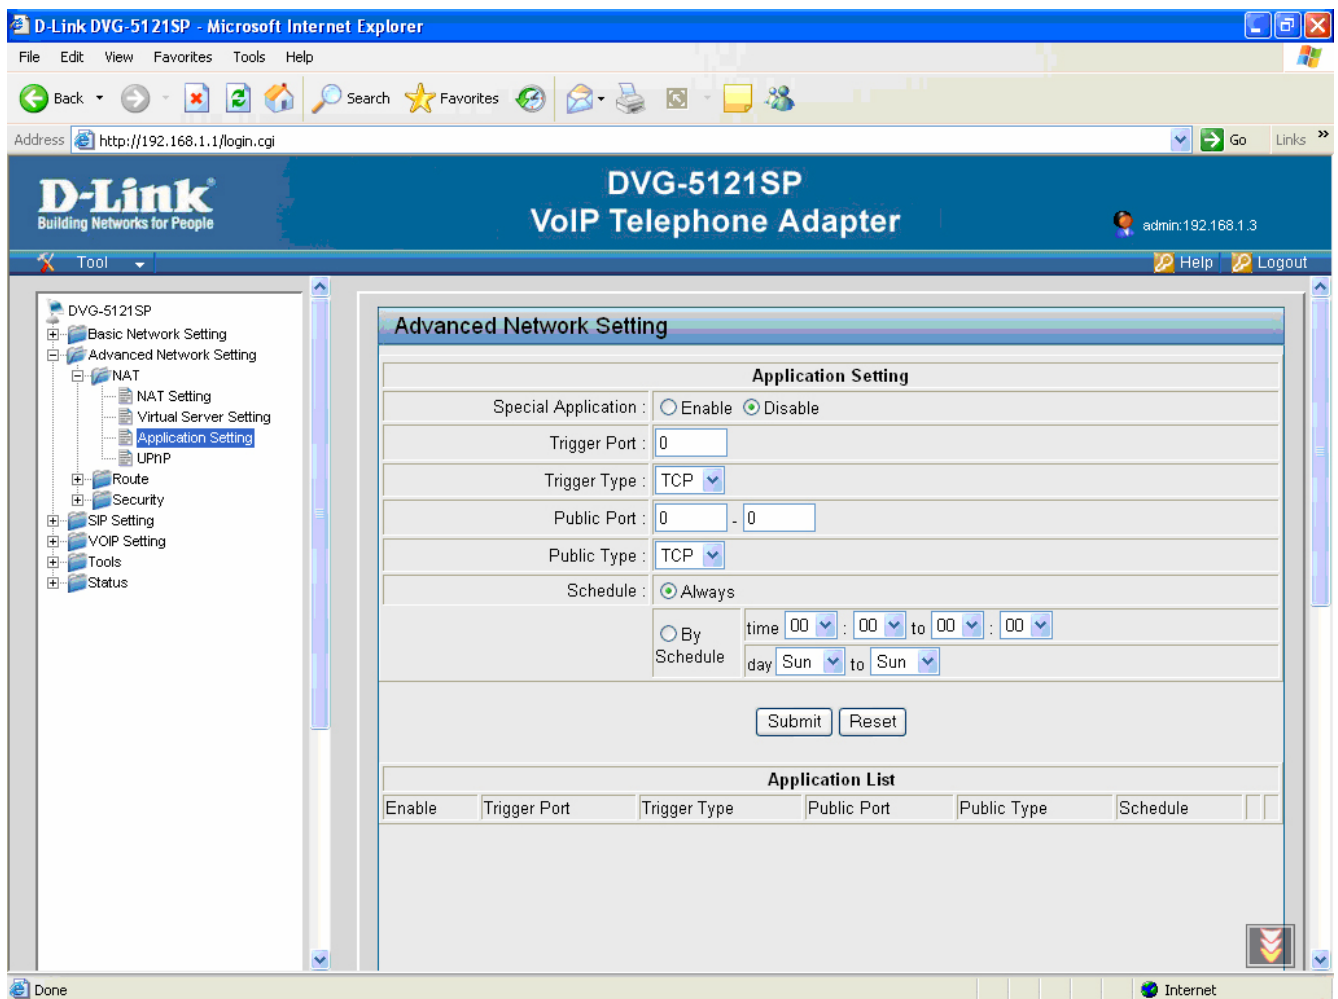 D-Link DVG-5121SP - Microsoft Internet Explorer
File Edit View Favorites Tools Help
Back Search Favorites
Address http://192.168.1.1/login.cgi Go Links »
D-Link
Building Networks for People
DVG-5121SP
VoIP Telephone Adapter
admin:192.168.1.3
Tool Help Logout
DVG-5121SP
Basic Network Setting
Advanced Network Setting
NAT
NAT Setting
Virtual Server Setting
Application Setting
UPnP
Route
Security
SIP Setting
VOIP Setting
Tools
Status
Advanced Network Setting
Application Setting
Special Application : Enable Disable
Trigger Port : 0
Trigger Type : TCP
Public Port : 0 - 0
Public Type : TCP
Schedule : Always
By Schedule
time 00 : 00 to 00 : 00
day Sun to Sun
Submit Reset
Application List
Enable Trigger Port Trigger Type Public Port Public Type Schedule
Done Internet